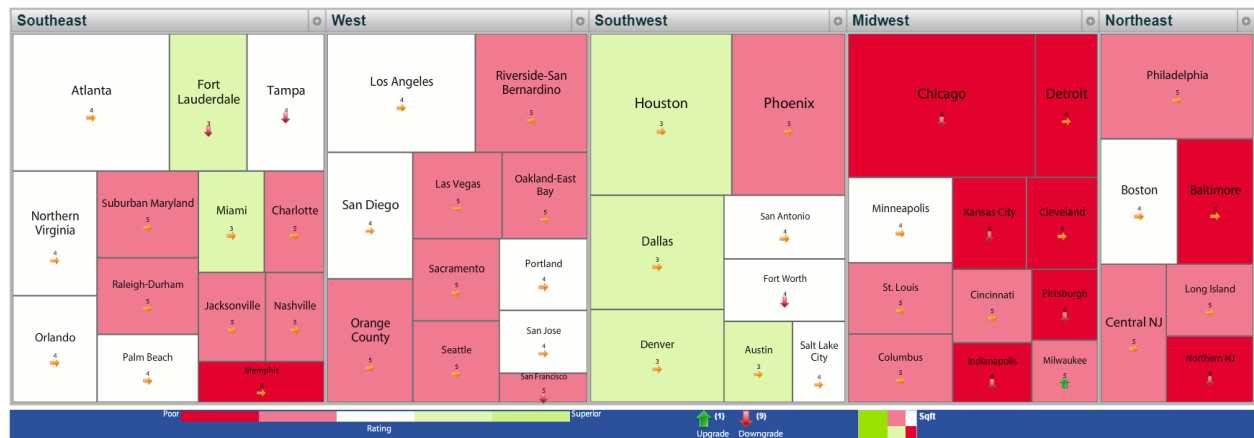 Southeast
West
Southwest
Midwest
Northeast
Atlanta
4
Fort
Lauderdale
3
Tampa
4
Northern
Virginia
4
Suburban Maryland
5
Miami
3
Charlotte
5
Raleigh-Durham
5
Jacksonville
5
Nashville
5
Orlando
4
Palm Beach
4
Memphis
6
Los Angeles
4
Riverside-San
Bernardino
5
San Diego
4
Las Vegas
5
Oakland-East
Bay
5
Sacramento
5
Portland
4
Orange
County
5
Seattle
5
San Jose
4
San Francisco
5
Houston
3
Phoenix
5
Dallas
3
San Antonio
4
Fort Worth
4
Denver
3
Austin
3
Salt Lake
City
4
Chicago
6
Detroit
6
Minneapolis
4
Kansas City
6
Cleveland
6
St. Louis
5
Cincinnati
5
Pittsburgh
6
Columbus
5
Indianapolis
6
Milwaukee
5
Philadelphia
5
Boston
4
Baltimore
6
Central NJ
5
Long Island
5
Northern NJ
6
Poor
Superior
Rating
(1)
Upgrade
(9)
Downgrade
Sqft